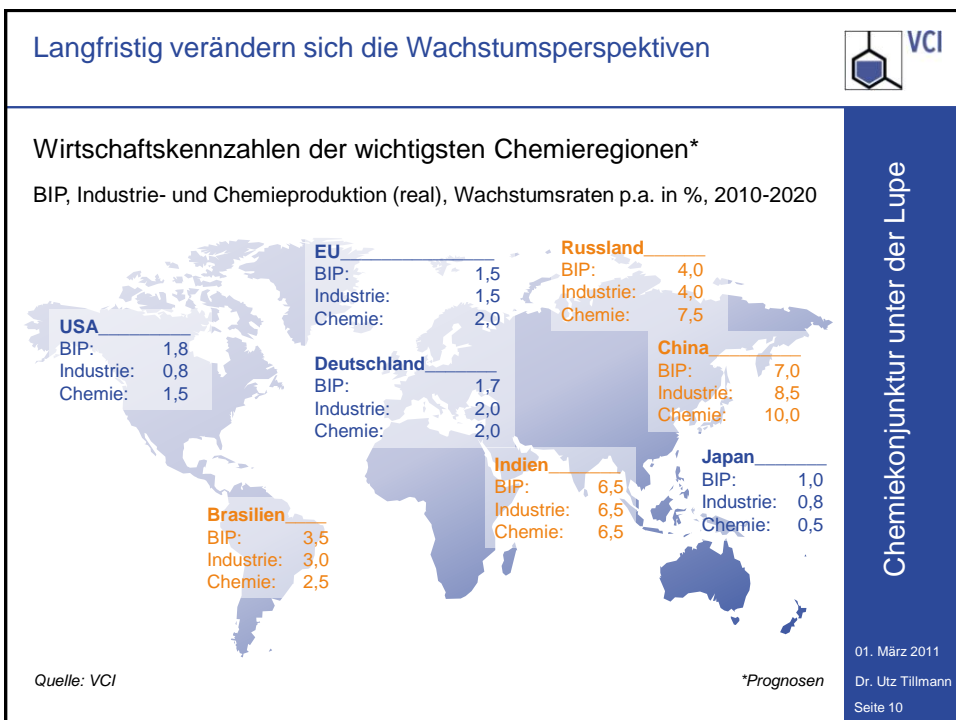 Langfristig verändern sich die Wachstumsperspektiven
VCI
Wirtschaftskennzahlen der wichtigsten Chemieregionen*
BIP, Industrie- und Chemieproduktion (real), Wachstumsraten p.a. in %, 2010-2020
EU
BIP: 1,5
Industrie: 1,5
Chemie: 2,0
Russland
BIP: 4,0
Industrie: 4,0
Chemie: 7,5
USA
BIP: 1,8
Industrie: 0,8
Chemie: 1,5
Deutschland
BIP: 1,7
Industrie: 2,0
Chemie: 2,0
China
BIP: 7,0
Industrie: 8,5
Chemie: 10,0
Indien
BIP: 6,5
Industrie: 6,5
Chemie: 6,5
Japan
BIP: 1,0
Industrie: 0,8
Chemie: 0,5
Brasilien
BIP: 3,5
Industrie: 3,0
Chemie: 2,5
Quelle: VCI
*Prognosen
Chemiekonjunktur unter der Lupe
01. März 2011
Dr. Utz Tillmann
Seite 10